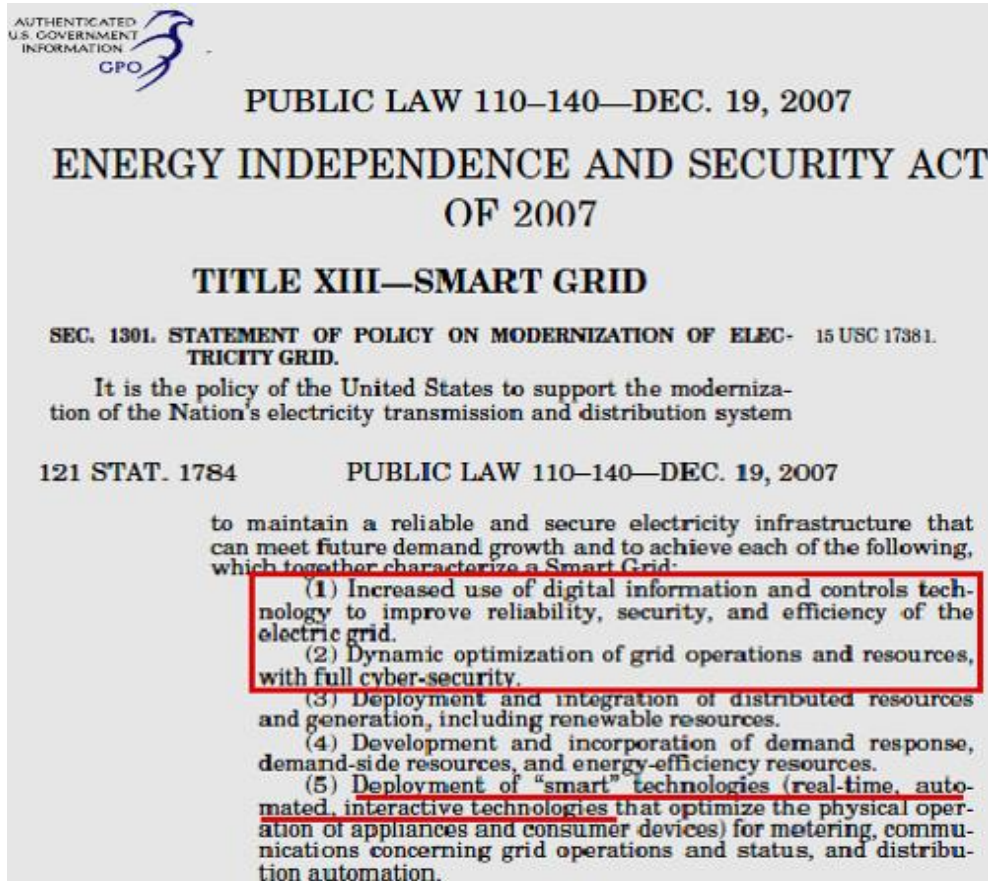 AUTHENTICATED
U.S. GOVERNMENT
INFORMATION
GPO
PUBLIC LAW 110–140—DEC. 19, 2007
ENERGY INDEPENDENCE AND SECURITY ACT
OF 2007
TITLE XIII—SMART GRID
SEC. 1301. STATEMENT OF POLICY ON MODERNIZATION OF ELEC- 15 USC 17381.
TRICITY GRID.
It is the policy of the United States to support the moderniza-
tion of the Nation's electricity transmission and distribution system
121 STAT. 1784 PUBLIC LAW 110–140—DEC. 19, 2007
to maintain a reliable and secure electricity infrastructure that
can meet future demand growth and to achieve each of the following,
which together characterize a Smart Grid:
(1) Increased use of digital information and controls tech-
nology to improve reliability, security, and efficiency of the
electric grid.
(2) Dynamic optimization of grid operations and resources,
with full cyber-security.
(3) Deployment and integration of distributed resources
and generation, including renewable resources.
(4) Development and incorporation of demand response,
demand-side resources, and energy-efficiency resources.
(5) Deployment of "smart" technologies (real-time, auto-
mated, interactive technologies that optimize the physical oper-
ation of appliances and consumer devices) for metering, commu-
nications concerning grid operations and status, and distribu-
tion automation.